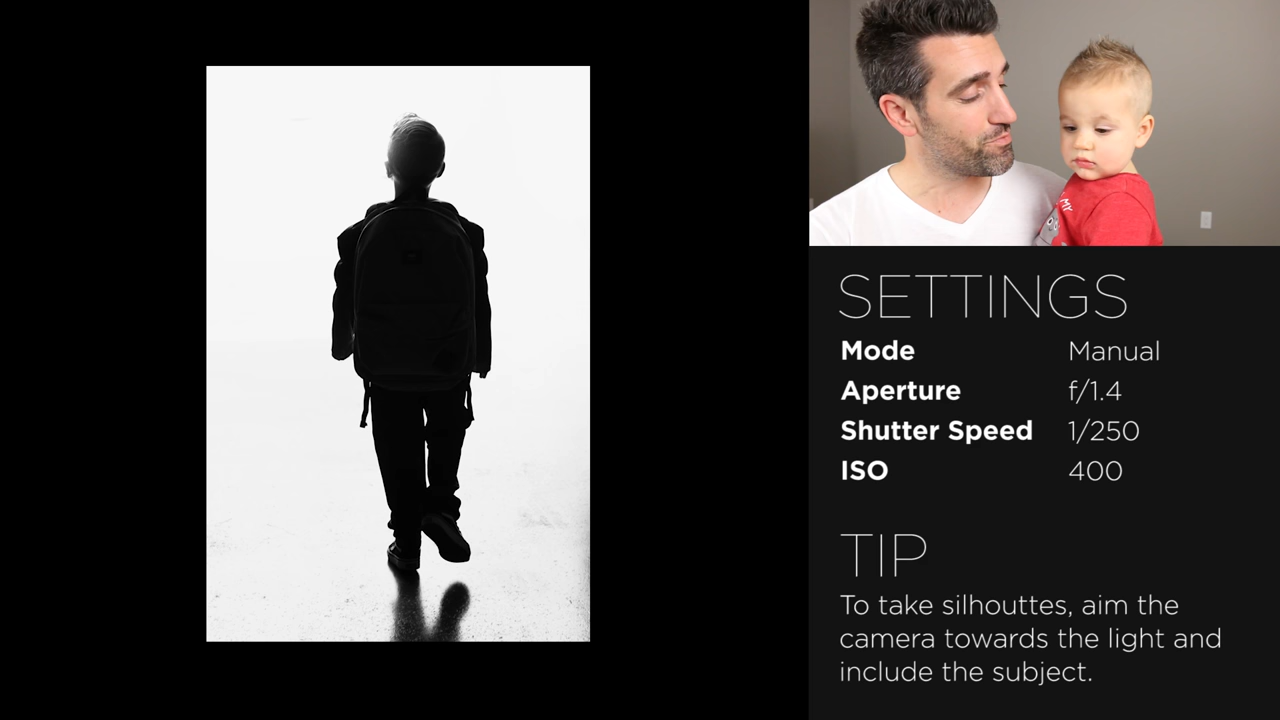 SETTINGS
Mode Manual
Aperture f/1.4
Shutter Speed 1/250
ISO 400
TIP
To take silhouttes, aim the
camera towards the light and
include the subject.